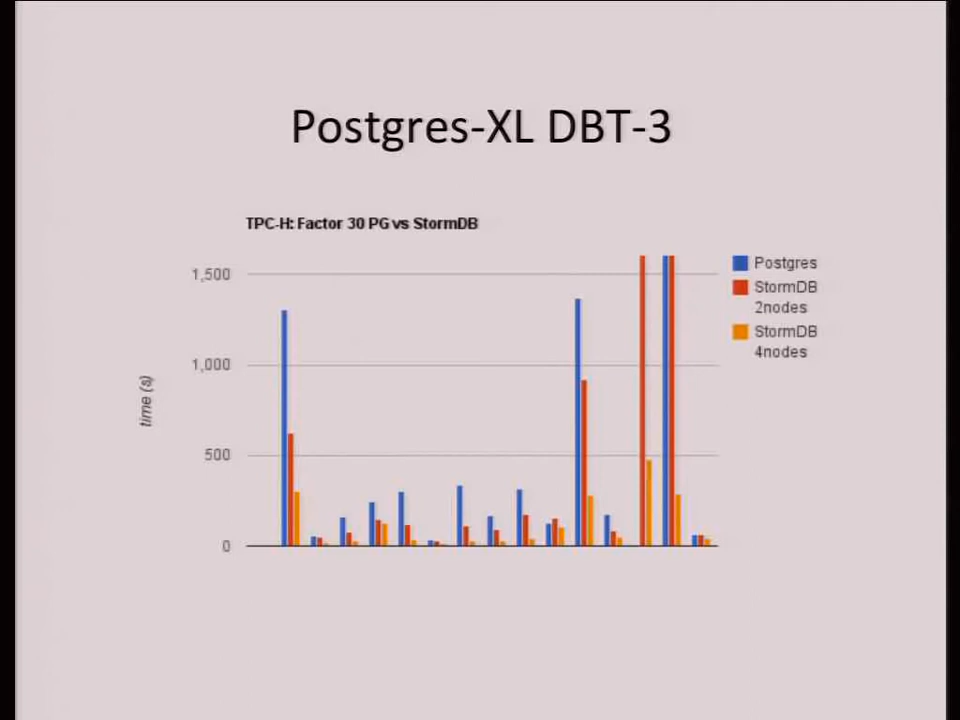 Postgres-XL DBT-3
TPC-H: Factor 30 PG vs StormDB
1,500
1,000
500
0
time (s)
Postgres
StormDB
2nodes
StormDB
4nodes